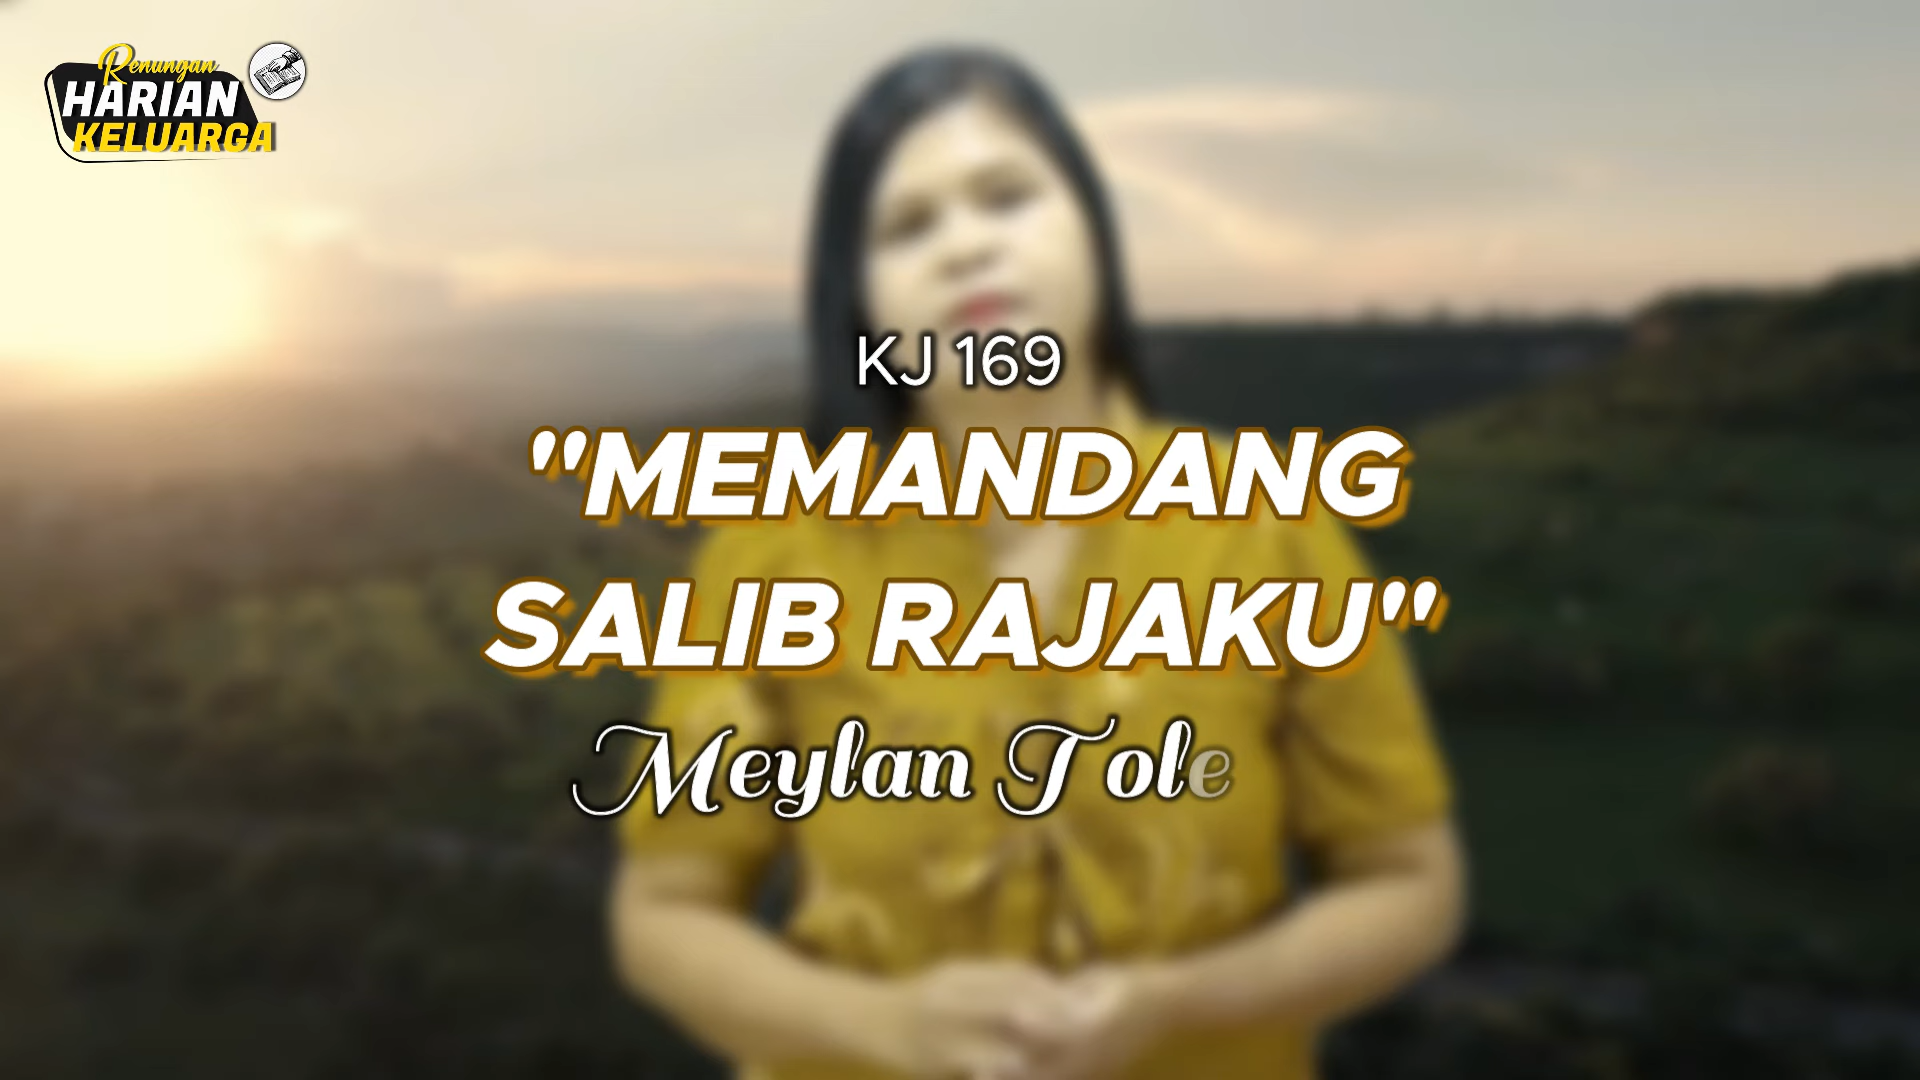 Renungan
HARIAN
KELUARGA
KJ 169
"MEMANDANG
SALIB RAJAKU"
Meylan Tole